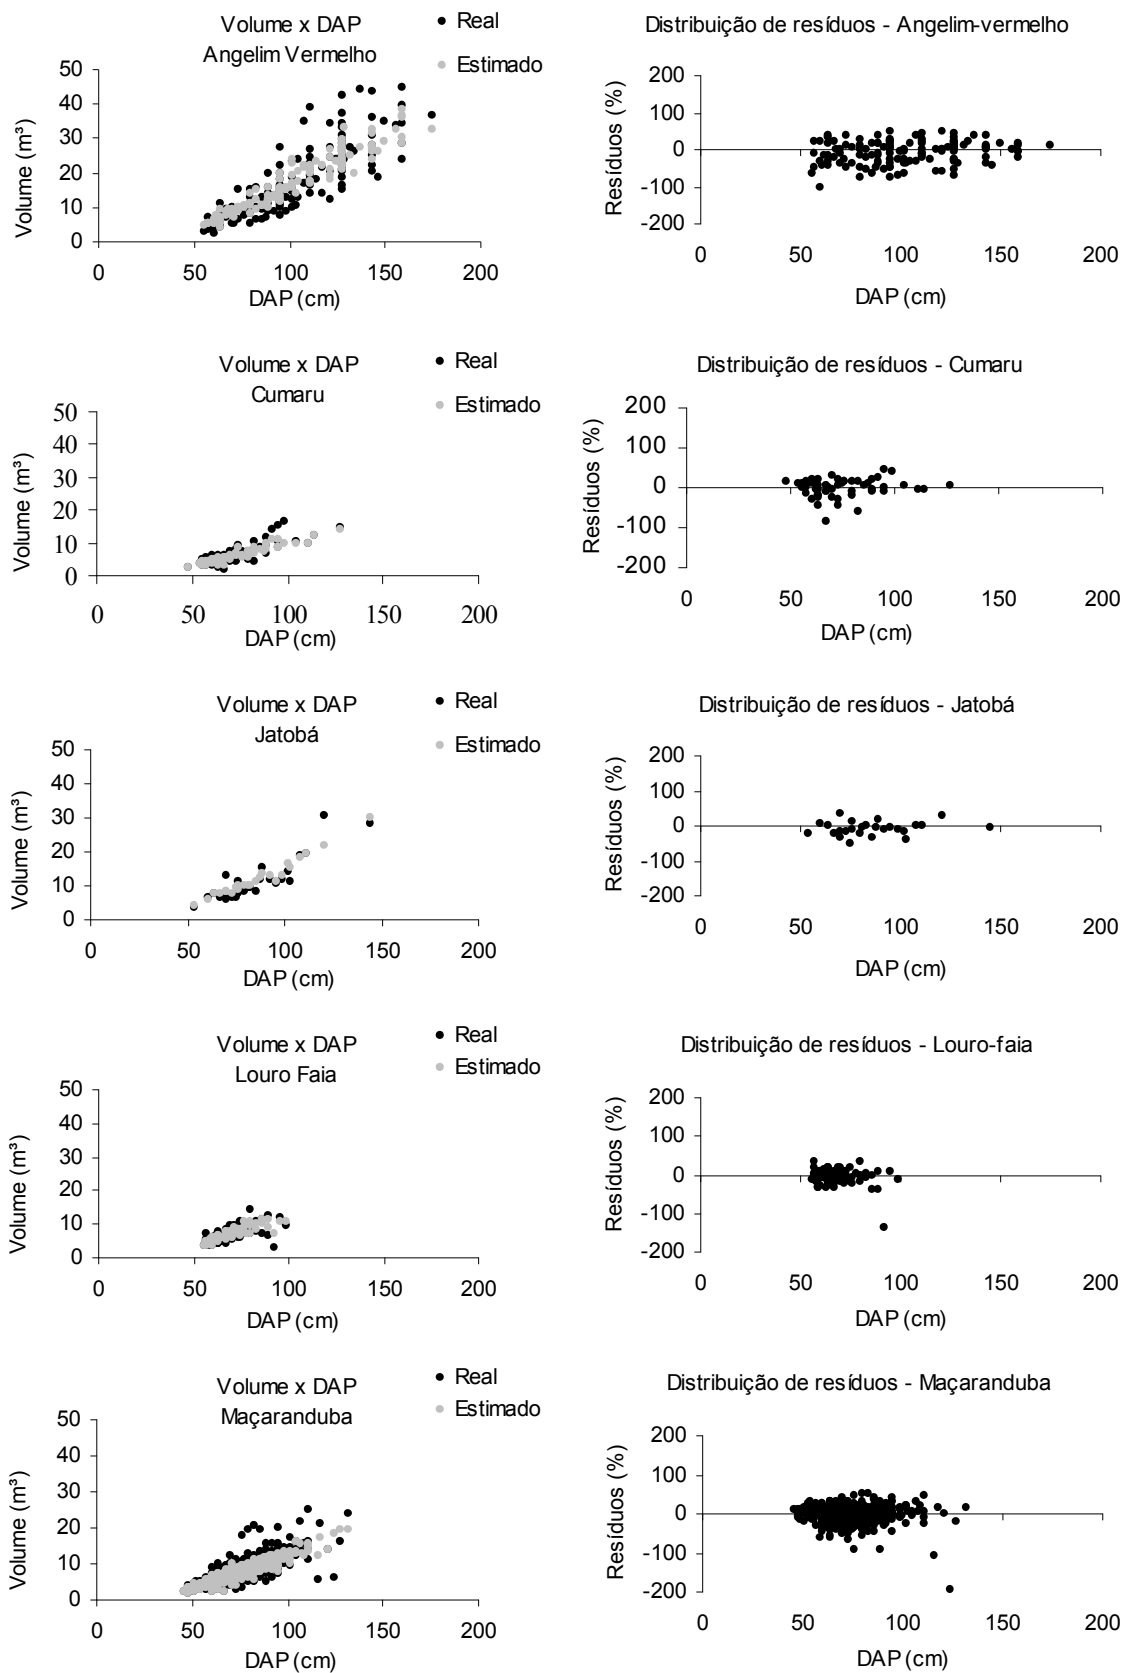 Volume x DAP
Angelim Vermelho
Real
Estimado
Volume (m³)
50
40
30
20
10
0
0 50 100 150 200
DAP (cm)
Distribuição de resíduos - Angelim-vermelho
Resíduos (%)
200
100
0
-100
-200
0 50 100 150 200
DAP (cm)
Volume x DAP
Cumaru
Real
Estimado
Volume (m³)
50
40
30
20
10
0
0 50 100 150 200
DAP (cm)
Distribuição de resíduos - Cumaru
Resíduos (%)
200
100
0
-100
-200
0 50 100 150 200
DAP (cm)
Volume x DAP
Jatobá
Real
Estimado
Volume (m³)
50
40
30
20
10
0
0 50 100 150 200
DAP (cm)
Distribuição de resíduos - Jatobá
Resíduos (%)
200
100
0
-100
-200
0 50 100 150 200
DAP (cm)
Volume x DAP
Louro Faia
Real
Estimado
Volume (m³)
50
40
30
20
10
0
0 50 100 150 200
DAP (cm)
Distribuição de resíduos - Louro-faia
Resíduos (%)
200
100
0
-100
-200
0 50 100 150 200
DAP (cm)
Volume x DAP
Maçaranduba
Real
Estimado
Volume (m³)
50
40
30
20
10
0
0 50 100 150 200
DAP (cm)
Distribuição de resíduos - Maçaranduba
Resíduos (%)
200
100
0
-100
-200
0 50 100 150 200
DAP (cm)